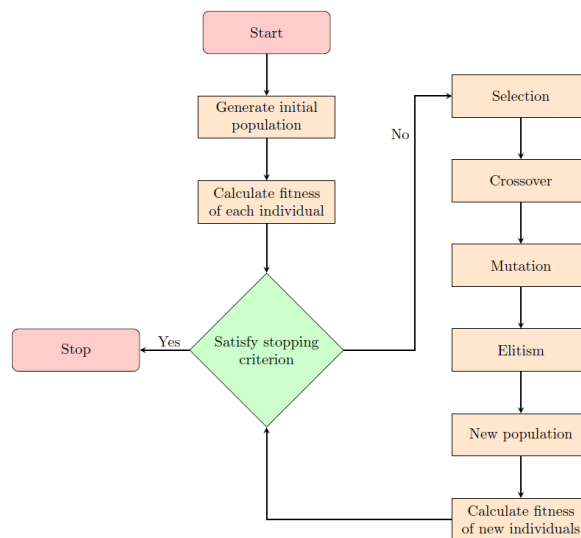 Start
Generate initial
population
Calculate fitness
of each individual
Satisfy stopping
criterion
Yes
Stop
No
Selection
Crossover
Mutation
Elitism
New population
Calculate fitness
of new individuals